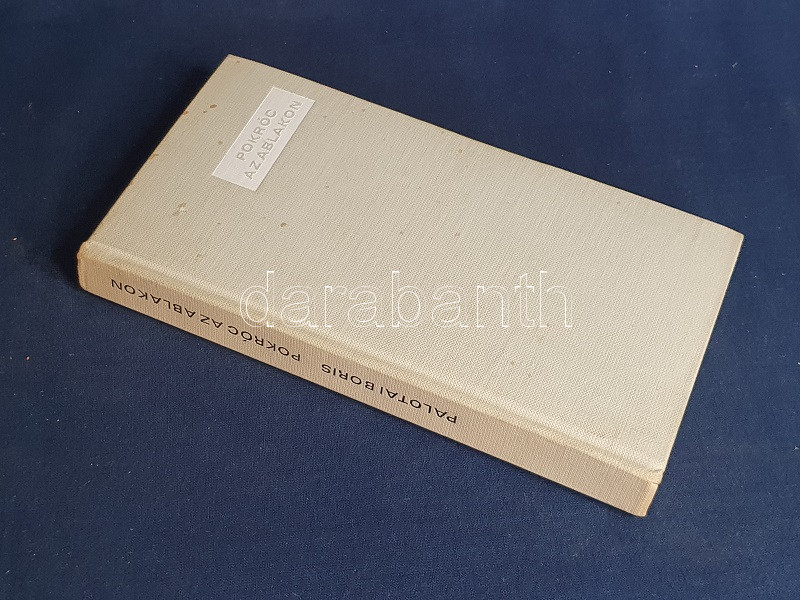 POKRÓC
AZ ABLAKON
darabanth
PALOTAI BORIS POKRÓC AZ ABLAKON